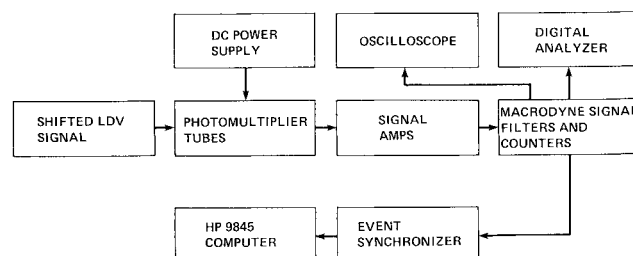 DC POWER
SUPPLY
OSCILLOSCOPE
DIGITAL
ANALYZER
SHIFTED LDV
SIGNAL
PHOTOMULTIPLIER
TUBES
SIGNAL
AMPS
MACRODYNE SIGNAL
FILTERS AND
COUNTERS
HP 9845
COMPUTER
EVENT
SYNCHRONIZER